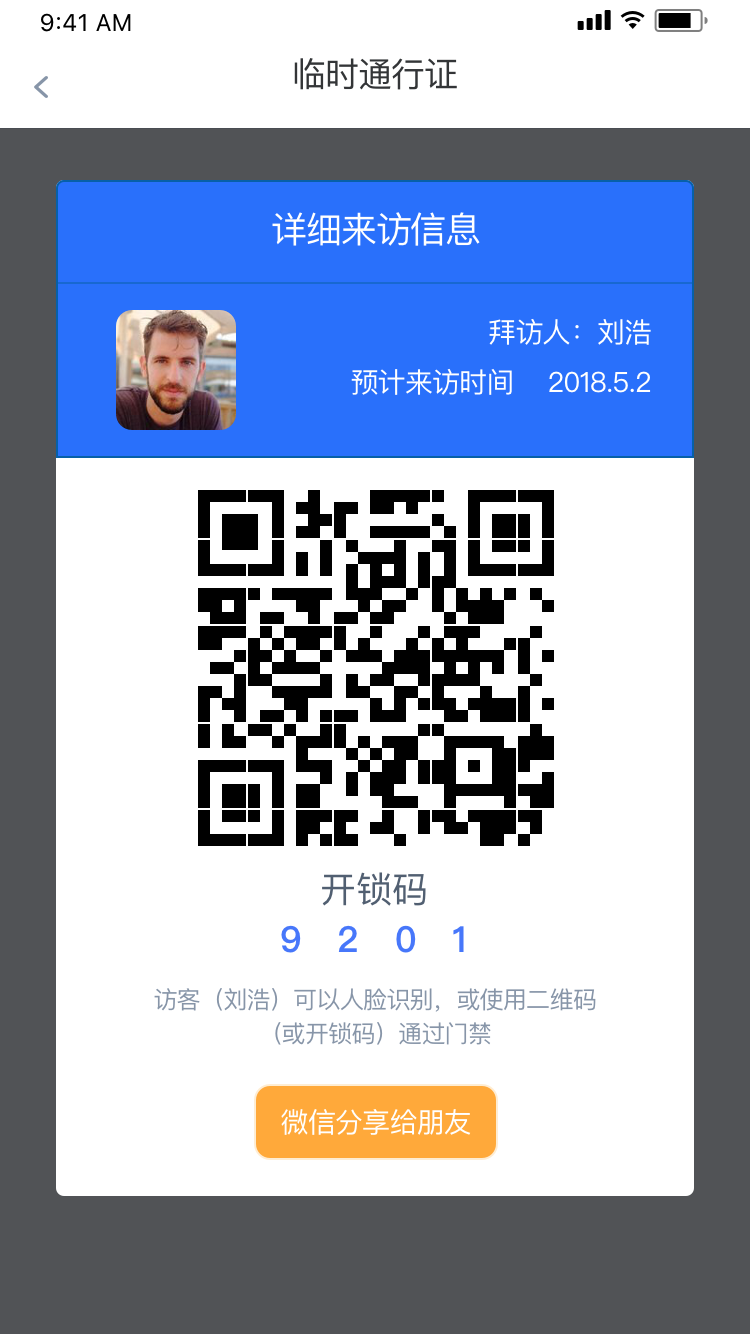 9:41 AM
临时通行证
详细来访信息
拜访人：刘浩
预计来访时间 2018.5.2
开锁码
9 2 0 1
访客（刘浩）可以人脸识别，或使用二维码
（或开锁码）通过门禁
微信分享给朋友